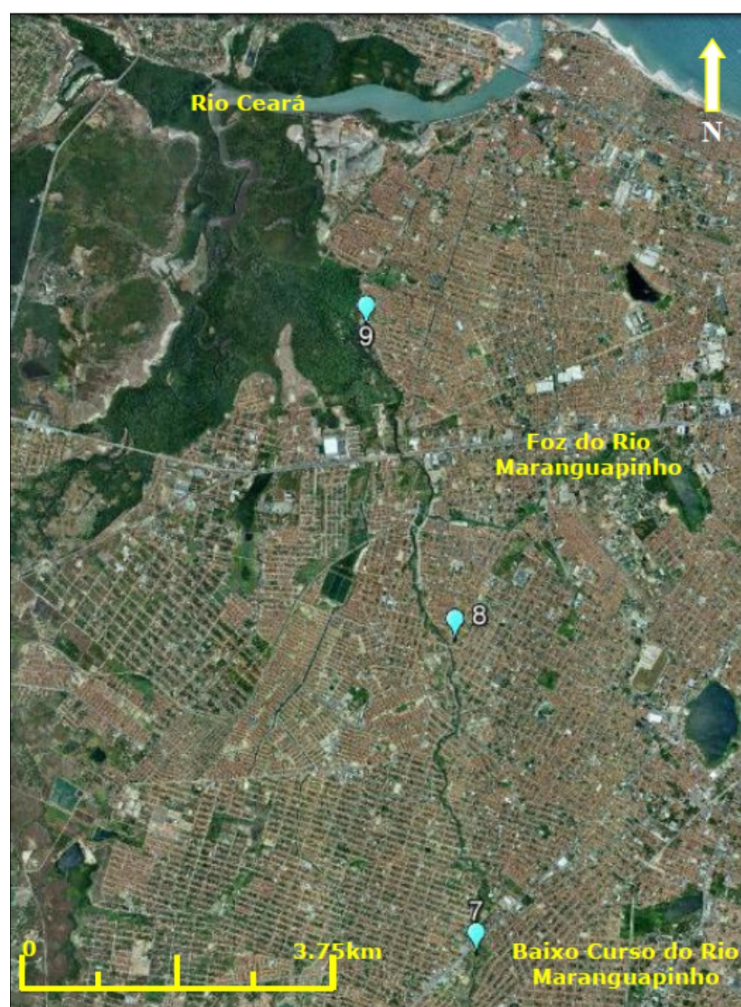 Rio Ceará
N
9
Foz do Rio
Maranguapinho
8
7
0
3.75km
Baixo Curso do Rio
Maranguapinho